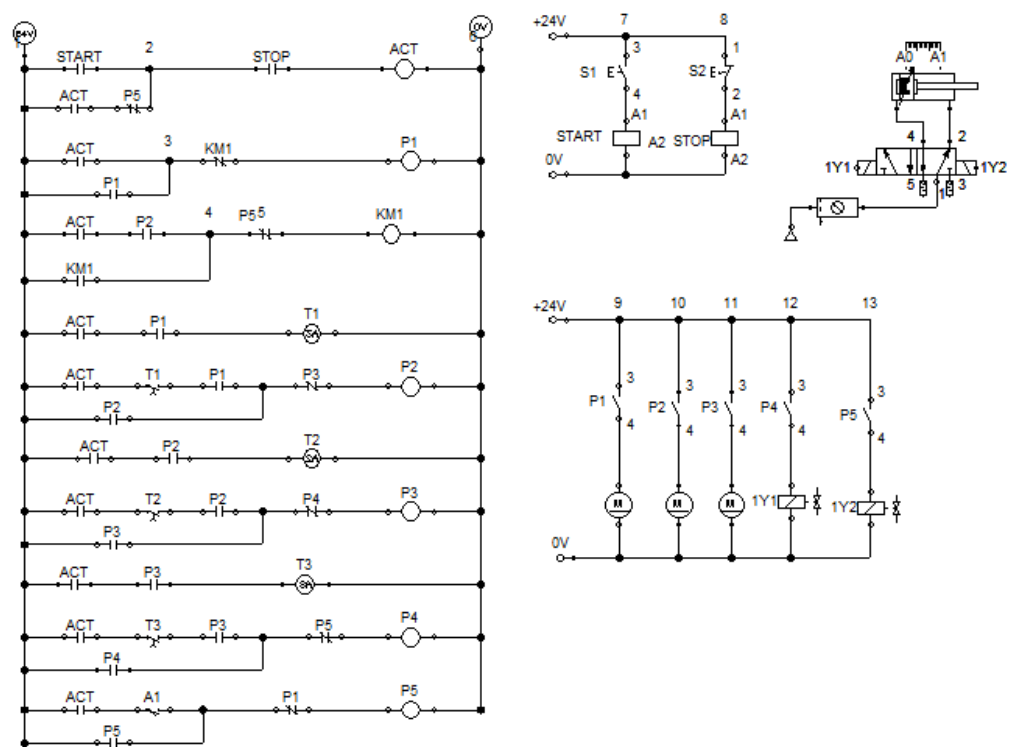 24V 0V
1 2 6
START STOP ACT
ACT P5
3
ACT KM1 P1
P1
4
ACT P2 P5 5 KM1
KM1
ACT P1 T1
ACT T1 P1 P3 P2
P2
ACT P2 T2
ACT T2 P2 P4 P3
P3
ACT P3 T3
ACT T3 P3 P5 P4
P4
ACT A1 P1 P5
P5
7 8
+24V
3 1
S1 E S2 E
4 2
A1 A1
START A2 STOP
0V A2
A0 A1
4 2
1Y1 1Y2
5 1 3
9 10 11 12 13
+24V
3 3 3 3 3
P1 P2 P3 P4 P5
4 4 4 4 4
M M M 1Y1 1Y2
0V